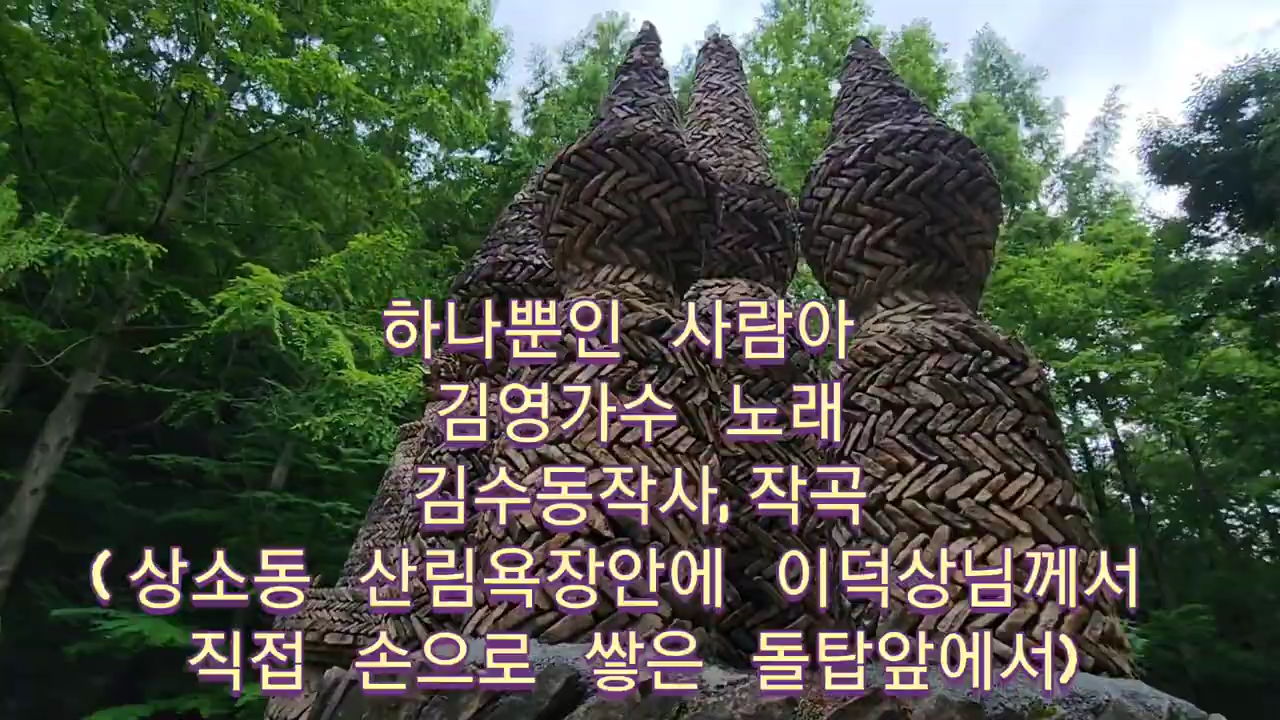 하나뿐인 사람아
김영가수 노래
김수동작사, 작곡
( 상소동 산림욕장안에 이덕상님께서
직접 손으로 쌓은 돌탑앞에서)